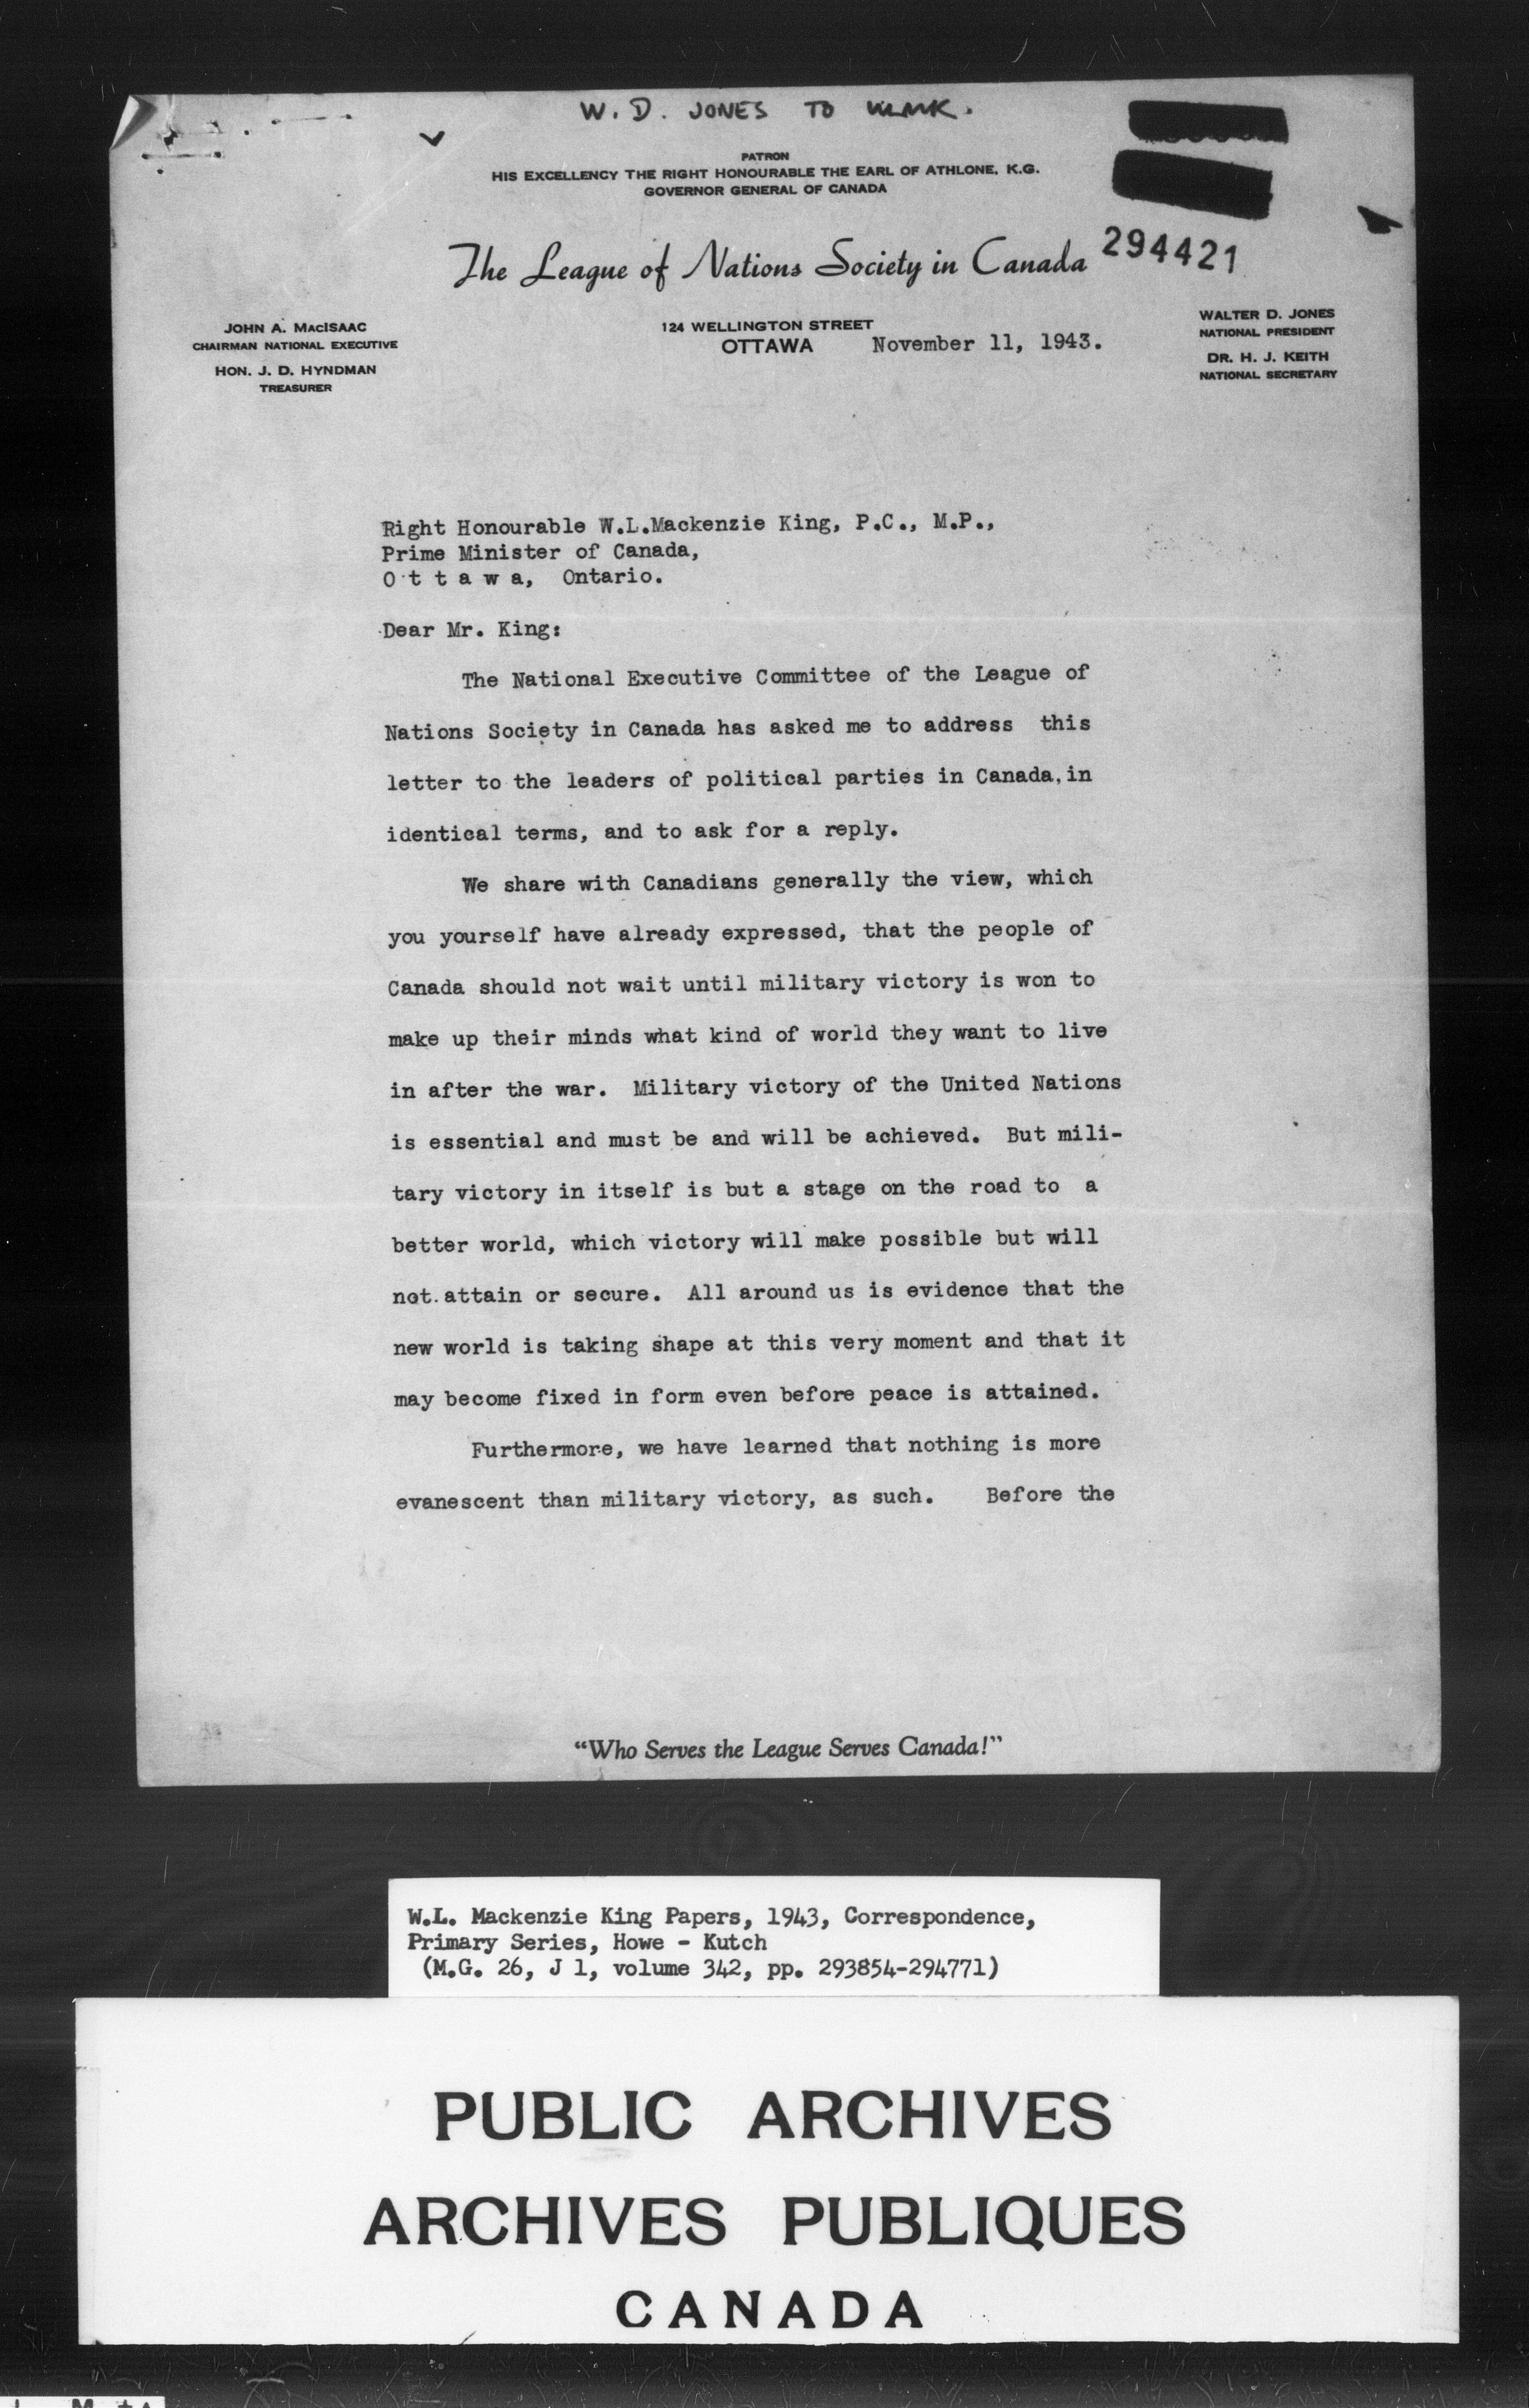 W. D. JONES TO WLMK.
PATRON
HIS EXCELLENCY THE RIGHT HONOURABLE THE EARL OF ATHLONE, K.G.
GOVERNOR GENERAL OF CANADA
The League of Nations Society in Canada
294421
JOHN A. MACISAAC
CHAIRMAN NATIONAL EXECUTIVE
HON. J. D. HYNDMAN
TREASURER
124 WELLINGTON STREET
OTTAWA November 11, 1943.
WALTER D. JONES
NATIONAL PRESIDENT
DR. H. J. KEITH
NATIONAL SECRETARY
Right Honourable W.L.Mackenzie King, P.C., M.P.,
Prime Minister of Canada,
O t t a w a, Ontario.
Dear Mr. King:
The National Executive Committee of the League of
Nations Society in Canada has asked me to address this
letter to the leaders of political parties in Canada, in
identical terms, and to ask for a reply.
We share with Canadians generally the view, which
you yourself have already expressed, that the people of
Canada should not wait until military victory is won to
make up their minds what kind of world they want to live
in after the war. Military victory of the United Nations
is essential and must be and will be achieved. But mili-
tary victory in itself is but a stage on the road to a
better world, which victory will make possible but will
not attain or secure. All around us is evidence that the
new world is taking shape at this very moment and that it
may become fixed in form even before peace is attained.
Furthermore, we have learned that nothing is more
evanescent than military victory, as such. Before the
"Who Serves the League Serves Canada!"
W.L. Mackenzie King Papers, 1943, Correspondence,
Primary Series, Howe - Kutch
(M.G. 26, J 1, volume 342, pp. 293854-294771)
PUBLIC ARCHIVES
ARCHIVES PUBLIQUES
CANADA